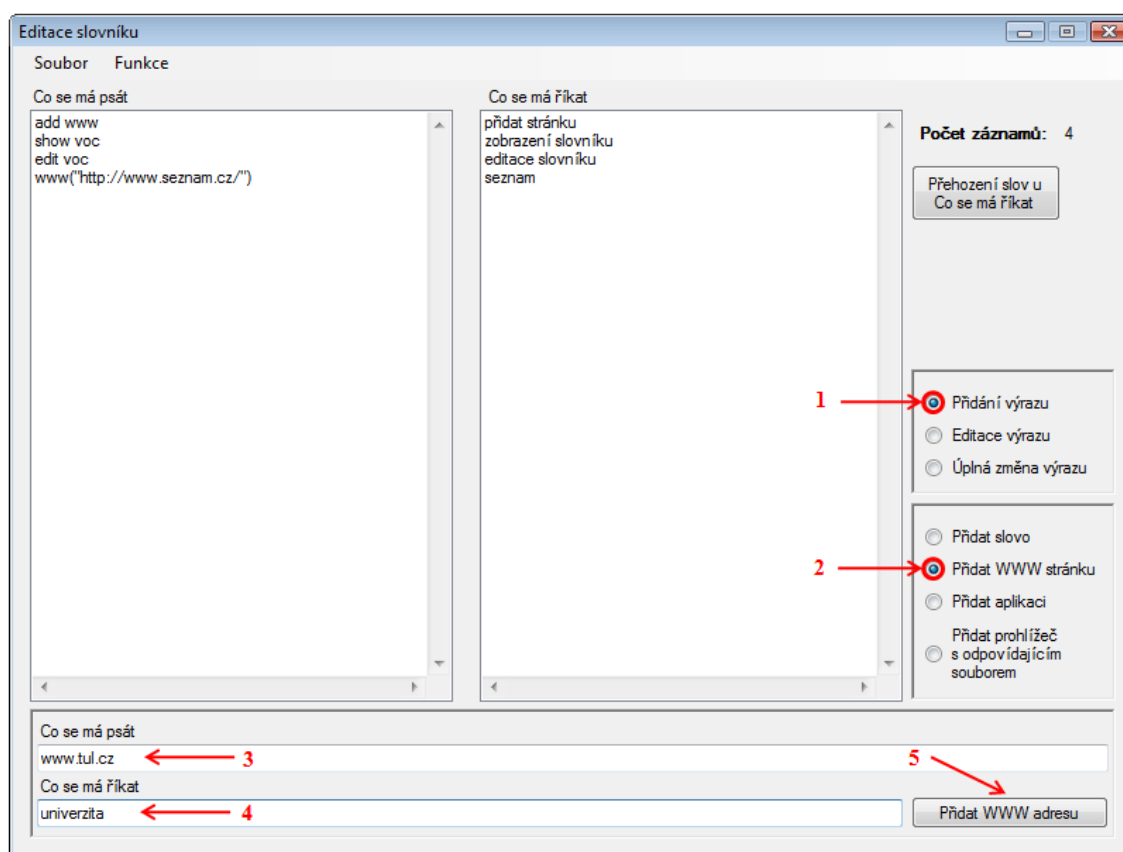 Editace slovníku
Soubor Funkce
Co se má psát
add www
show voc
edit voc
www("http://www.seznam.cz/")
Co se má říkat
přidat stránku
zobrazení slovníku
editace slovníku
seznam
Počet záznamů: 4
Přehození slov u
Co se má říkat
1
Přidání výrazu
Editace výrazu
Úplná změna výrazu
Přidat slovo
2
Přidat WWW stránku
Přidat aplikaci
Přidat prohlížeč
s odpovídajícím
souborem
Co se má psát
www.tul.cz
3
Co se má říkat
univerzita
4
5
Přidat WWW adresu